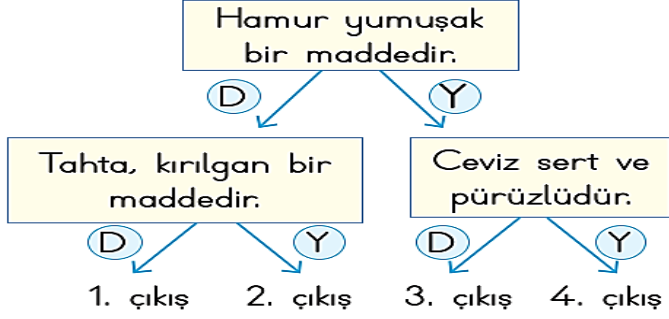 Hamur yumuşak
bir maddedir.
D
Y
Tahta, kırılgan bir
maddedir.
Ceviz sert ve
pürüzlüdür.
D
Y
D
Y
1. çıkış
2. çıkış
3. çıkış
4. çıkış